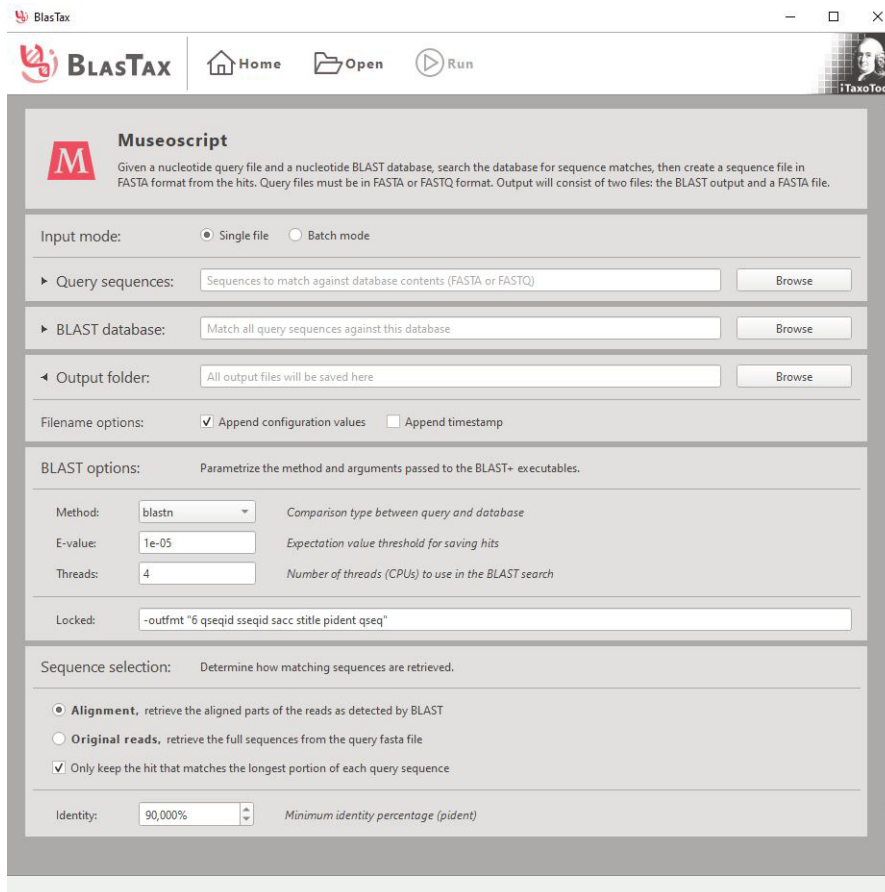 BlasTax
BLASTAX
Home
Open
Run
iTaxoToo
M
Museoscript
Given a nucleotide query file and a nucleotide BLAST database, search the database for sequence matches, then create a sequence file in
FASTA format from the hits. Query files must be in FASTA or FASTQ format. Output will consist of two files: the BLAST output and a FASTA file.
Input mode: Single file Batch mode
Query sequences: Sequences to match against database contents (FASTA or FASTQ) Browse
BLAST database: Match all query sequences against this database Browse
Output folder: All output files will be saved here Browse
Filename options: Append configuration values Append timestamp
BLAST options: Parametrize the method and arguments passed to the BLAST+ executables.
Method: blastn Comparison type between query and database
E-value: 1e-05 Expectation value threshold for saving hits
Threads: 4 Number of threads (CPUs) to use in the BLAST search
Locked: -outfmt "6 qseqid sseqid sacc stitle pident qseq"
Sequence selection: Determine how matching sequences are retrieved.
Alignment, retrieve the aligned parts of the reads as detected by BLAST
Original reads, retrieve the full sequences from the query fasta file
Only keep the hit that matches the longest portion of each query sequence
Identity: 90,000% Minimum identity percentage (pident)